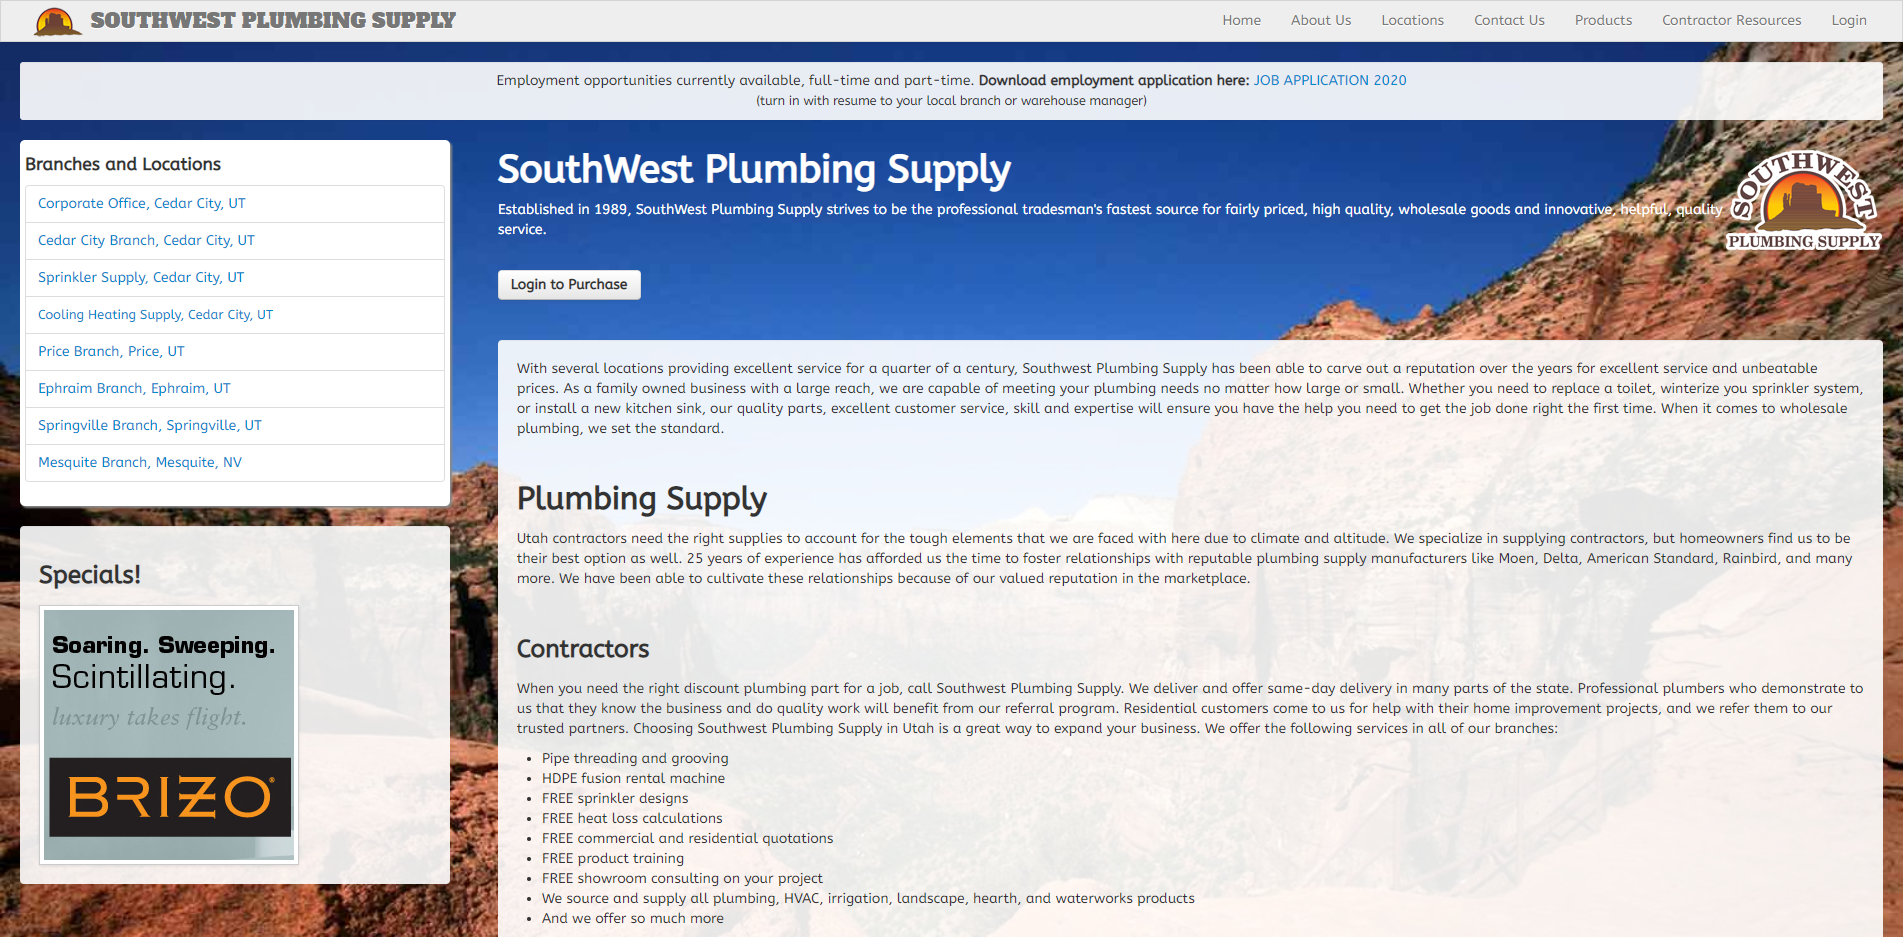 SOUTHWEST PLUMBING SUPPLY
Home
About Us
Locations
Contact Us
Products
Contractor Resources
Login
Employment opportunities currently available, full-time and part-time. Download employment application here: JOB APPLICATION 2020
(turn in with resume to your local branch or warehouse manager)
Branches and Locations
Corporate Office, Cedar City, UT
Cedar City Branch, Cedar City, UT
Sprinkler Supply, Cedar City, UT
Cooling Heating Supply, Cedar City, UT
Price Branch, Price, UT
Ephraim Branch, Ephraim, UT
Springville Branch, Springville, UT
Mesquite Branch, Mesquite, NV
Specials!
Soaring. Sweeping.
Scintillating.
luxury takes flight.
BRIZO®
SouthWest Plumbing Supply
Established in 1989, SouthWest Plumbing Supply strives to be the professional tradesman's fastest source for fairly priced, high quality, wholesale goods and innovative, helpful, quality
service.
SOUTHWEST
PLUMBING SUPPLY
Login to Purchase
With several locations providing excellent service for a quarter of a century, Southwest Plumbing Supply has been able to carve out a reputation over the years for excellent service and unbeatable
prices. As a family owned business with a large reach, we are capable of meeting your plumbing needs no matter how large or small. Whether you need to replace a toilet, winterize you sprinkler system,
or install a new kitchen sink, our quality parts, excellent customer service, skill and expertise will ensure you have the help you need to get the job done right the first time. When it comes to wholesale
plumbing, we set the standard.
Plumbing Supply
Utah contractors need the right supplies to account for the tough elements that we are faced with here due to climate and altitude. We specialize in supplying contractors, but homeowners find us to be
their best option as well. 25 years of experience has afforded us the time to foster relationships with reputable plumbing supply manufacturers like Moen, Delta, American Standard, Rainbird, and many
more. We have been able to cultivate these relationships because of our valued reputation in the marketplace.
Contractors
When you need the right discount plumbing part for a job, call Southwest Plumbing Supply. We deliver and offer same-day delivery in many parts of the state. Professional plumbers who demonstrate to
us that they know the business and do quality work will benefit from our referral program. Residential customers come to us for help with their home improvement projects, and we refer them to our
trusted partners. Choosing Southwest Plumbing Supply in Utah is a great way to expand your business. We offer the following services in all of our branches:
• Pipe threading and grooving
• HDPE fusion rental machine
• FREE sprinkler designs
• FREE heat loss calculations
• FREE commercial and residential quotations
• FREE product training
• FREE showroom consulting on your project
• We source and supply all plumbing, HVAC, irrigation, landscape, hearth, and waterworks products
• And we offer so much more